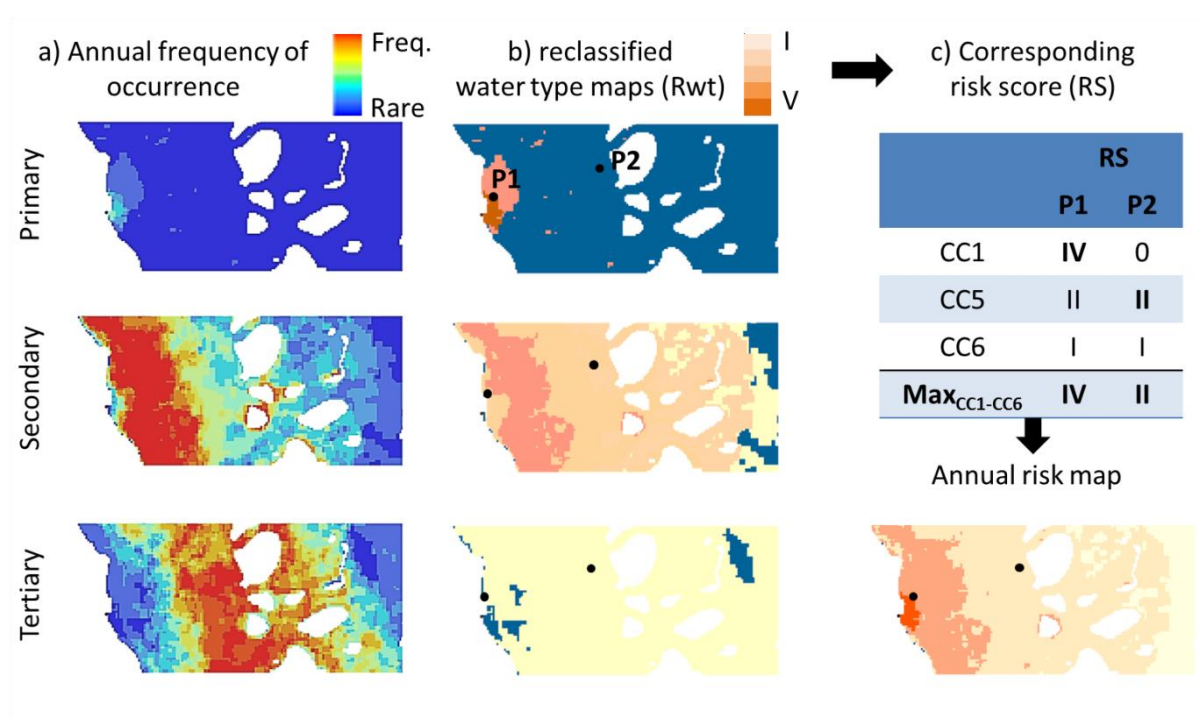 a) Annual frequency of
occurrence
Freq.
Rare
b) reclassified
water type maps (Rwt)
I
V
c) Corresponding
risk score (RS)
Primary
P1
P2
RS
P1 P2
CC1 IV 0
CC5 II II
CC6 I I
MaxCC1-CC6 IV II
Secondary
Annual risk map
Tertiary